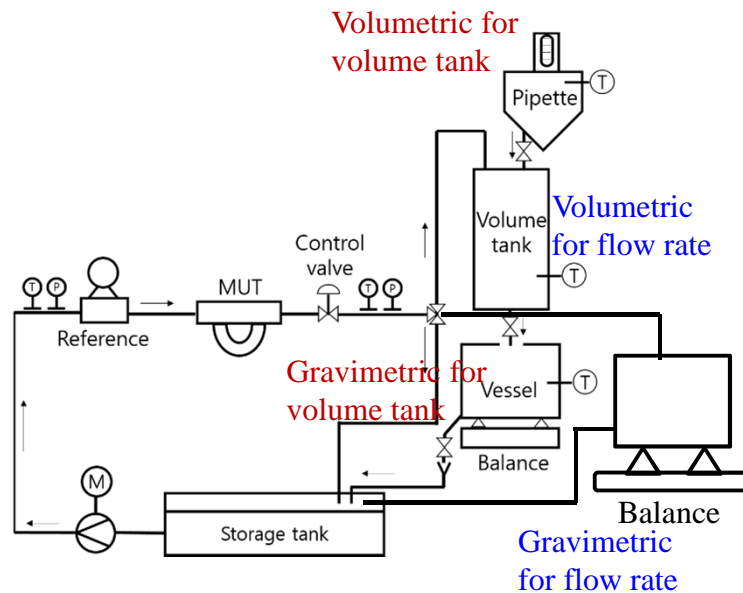 Volumetric for
volume tank
T
Pipette
Volume
tank
Volumetric
for flow rate
T
Control
valve
T
P
MUT
T
P
Reference
Gravimetric for
volume tank
Vessel
T
Balance
M
Storage tank
Balance
Gravimetric
for flow rate